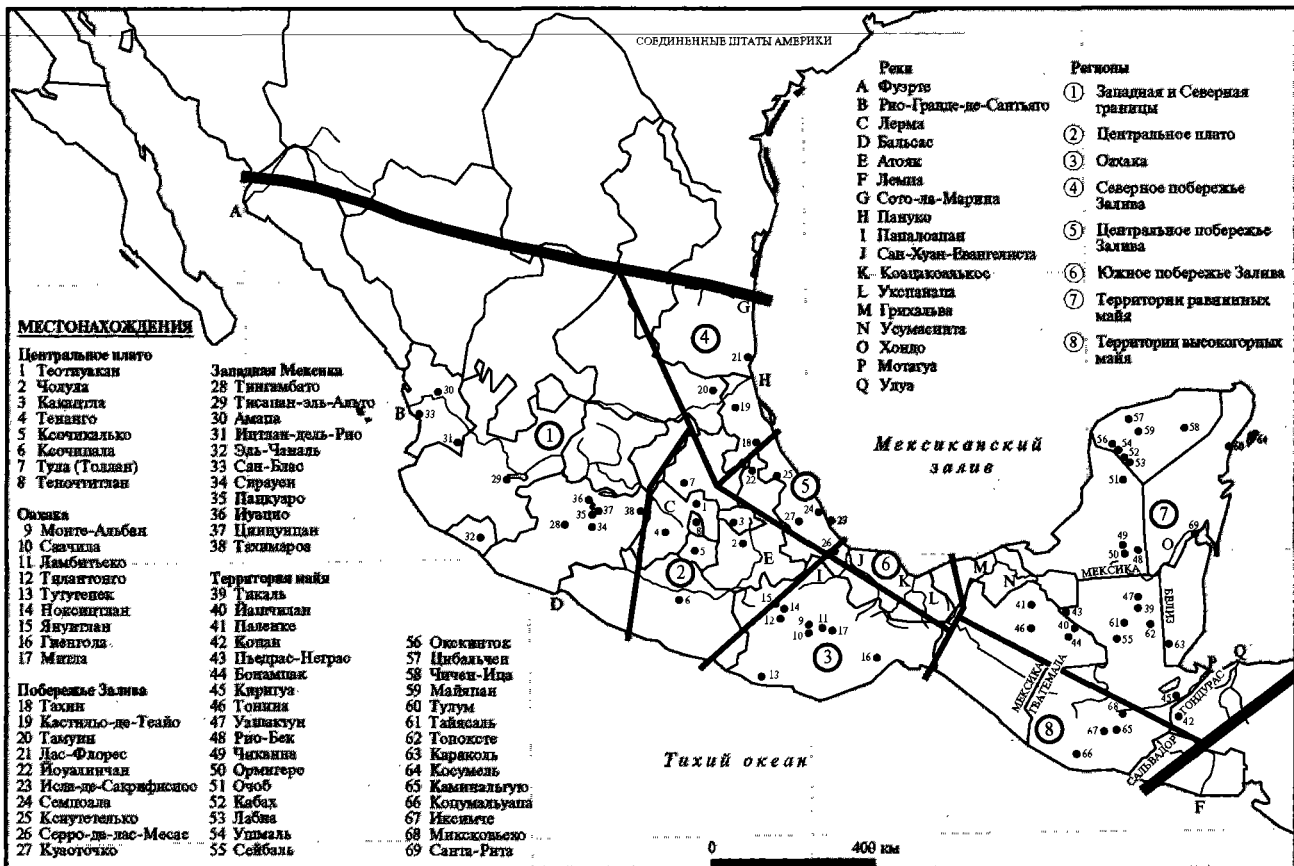 СОЕДИНЕННЫЕ ШТАТЫ АМЕРИКИ
Реки
A Фуэрте
B Рио-Гранде-де-Сантьяго
C Лерма
D Бальсас
E Атояк
F Лемпа
G Сото-ла-Марина
H Пануко
I Папалоапан
J Сан-Хуан-Евангелиста
K Коацакоалькос
L Укспанапа
M Грихальва
N Усумасинта
O Хондо
P Мотагуа
Q Улуа
Регионы
1 Западная и Северная
границы
2 Центральное плато
3 Оахака
4 Северное побережье
Залива
5 Центральное побережье
Залива
6 Южное побережье Залива
7 Территории равнинных
майя
8 Территории высокогорных
майя
МЕСТОНАХОЖДЕНИЯ
Центральное плато
1 Теотиуакан
2 Чолула
3 Какаштла
4 Тенанго
5 Ксочикалько
6 Ксочипала
7 Тула (Толлан)
8 Теночтитлан
Оахака
9 Монте-Альбан
10 Саачила
11 Ламбитьеко
12 Тилантонго
13 Тututепек
14 Ночицтлан
15 Януитлан
16 Гиенгола
17 Митла
Побережье Залива
18 Тахин
19 Кастильо-де-Теайо
20 Тамуин
21 Лас-Флорес
22 Йоуалинчан
23 Исла-де-Сакрифисиос
24 Семпоала
25 Ксиутетелько
26 Серро-де-лас-Месас
27 Куаточко
Западная Мексика
28 Тингамбато
29 Тисапан-эль-Альто
30 Амапа
31 Ицтлан-дель-Рио
32 Эль-Чаналь
33 Сан-Блас
34
35 Пацкуаро
36 Иуацио
37 Цинцунцан
38 Тахимароа
Территория майя
39 Тикаль
40 Йашчилан
41 Паленке
42 Копан
43 Пьедрас-Неграс
44 Бонампак
45 Киригуа
46 Тонина
47 Уашактун
48 Рио-Бек
49 Чиканна
50 Ормигеро
51 Очоб
52 Кабах
53 Лабна
54 Ушмаль
55 Сейбаль
56 Окскинток
57 Цибальчен
58 Чичен-Ица
59 Майяпан
60 Тулум
61 Тайясаль
62 Топоксте
63 Караколь
64 Косумель
65 Каминальгую
66 Коцумальуапа
67 Иксимче
68 Миксковьехо
69 Санта-Рита
Мексиканский
залив
Тихий океан
МЕКСИКА
БЕЛИЗ
МЕКСИКА
ГВАТЕМАЛА
ГОНДУРАС
САЛЬВАДОР
0 400 км